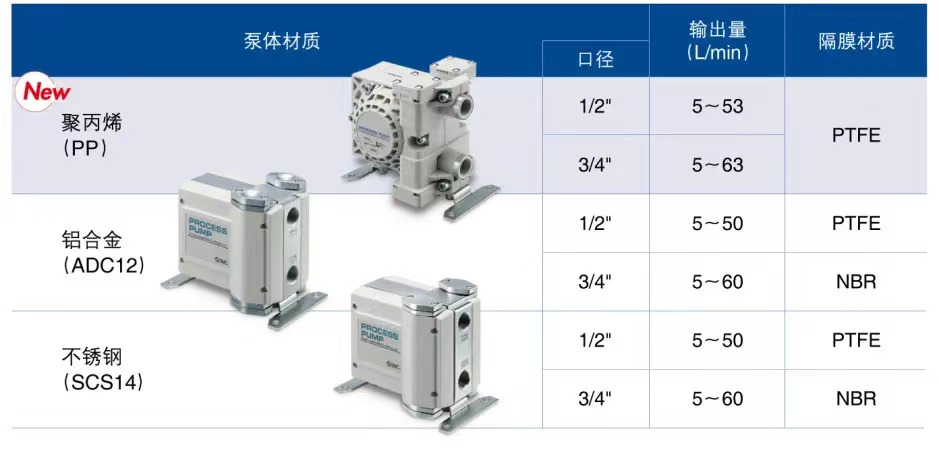 泵体材质
口径
输出量
(L/min)
隔膜材质
New
聚丙烯
(PP)
1/2"
5～53
PTFE
3/4"
5～63
铝合金
(ADC12)
PROCESS
PUMP
SMC
1/2"
5～50
PTFE
3/4"
5～60
NBR
不锈钢
(SCS14)
PROCESS
PUMP
SMC
1/2"
5～50
PTFE
3/4"
5～60
NBR